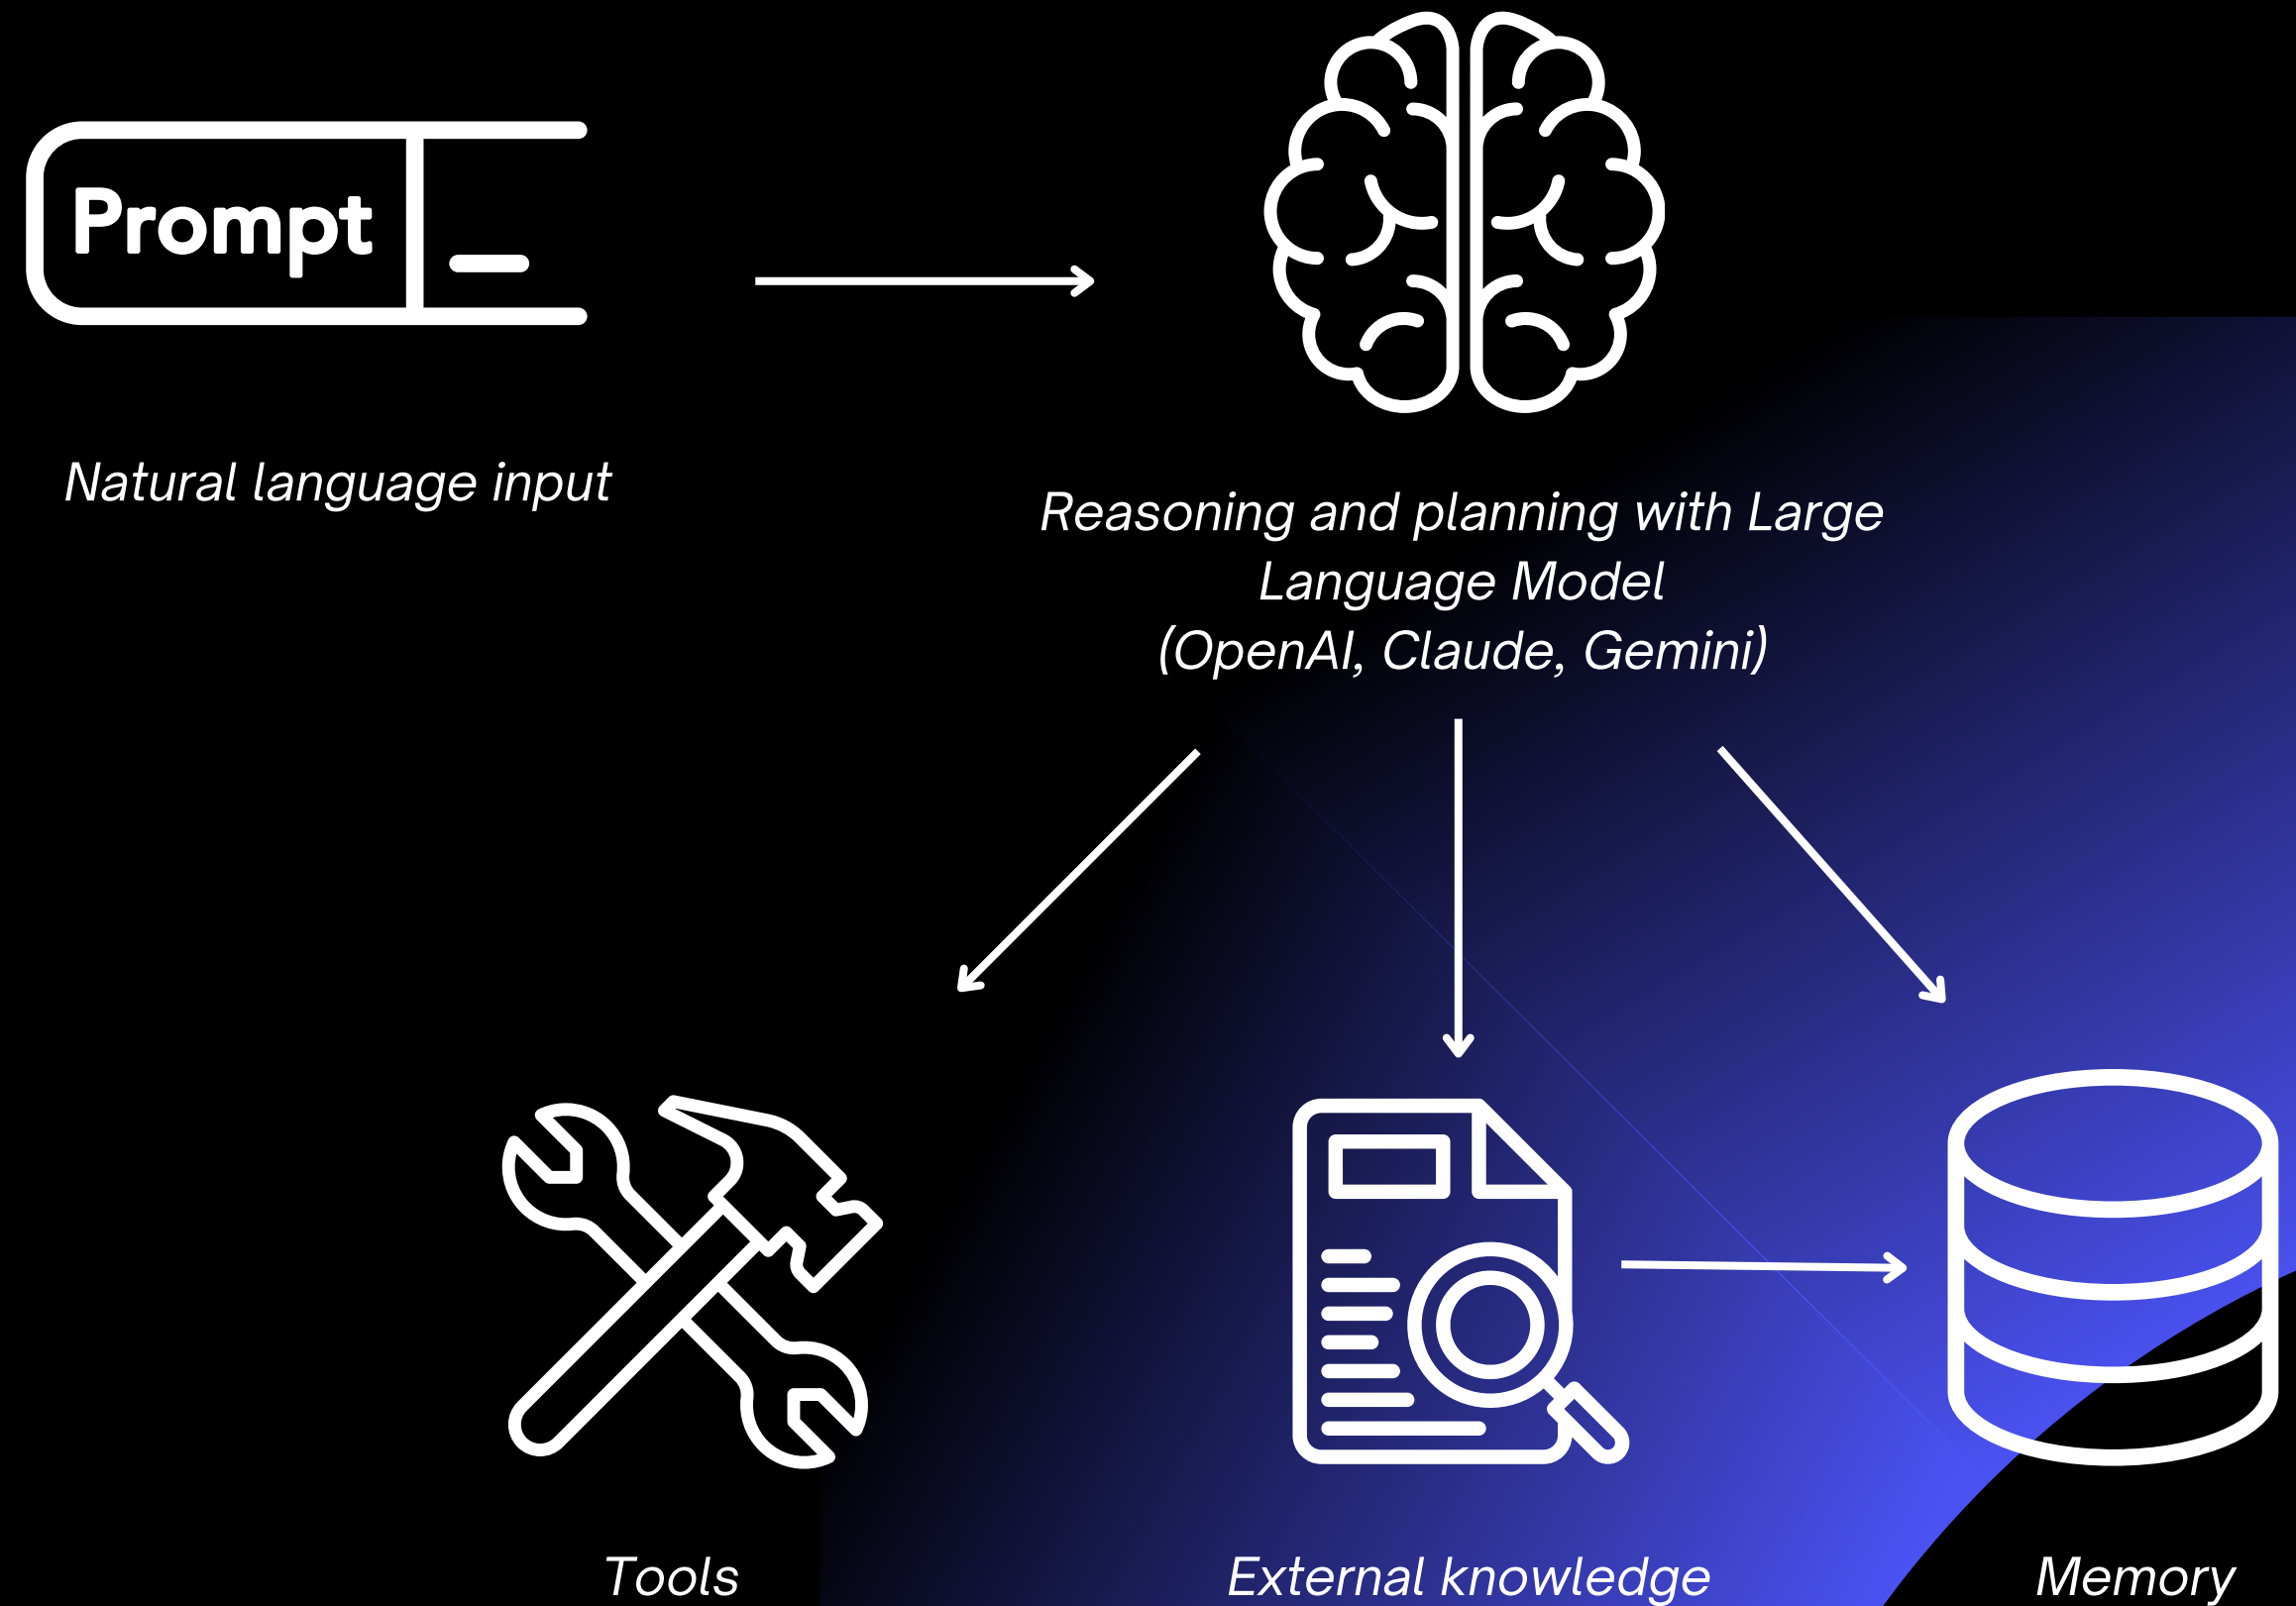 Prompt
Natural language input
Reasoning and planning with Large
Language Model
(OpenAI, Claude, Gemini)
Tools
External knowledge
Memory